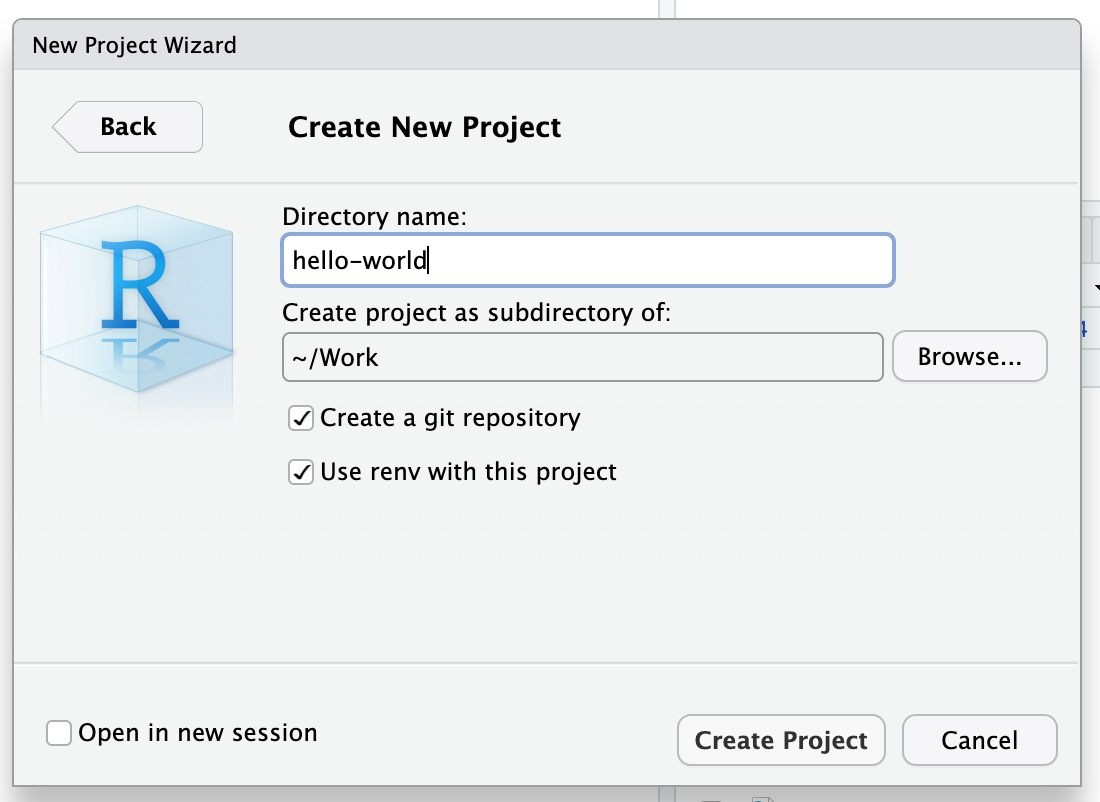 New Project Wizard
Back
Create New Project
R
Directory name:
hello-world
Create project as subdirectory of:
~/Work
Browse...
Create a git repository
Use renv with this project
Open in new session
Create Project
Cancel